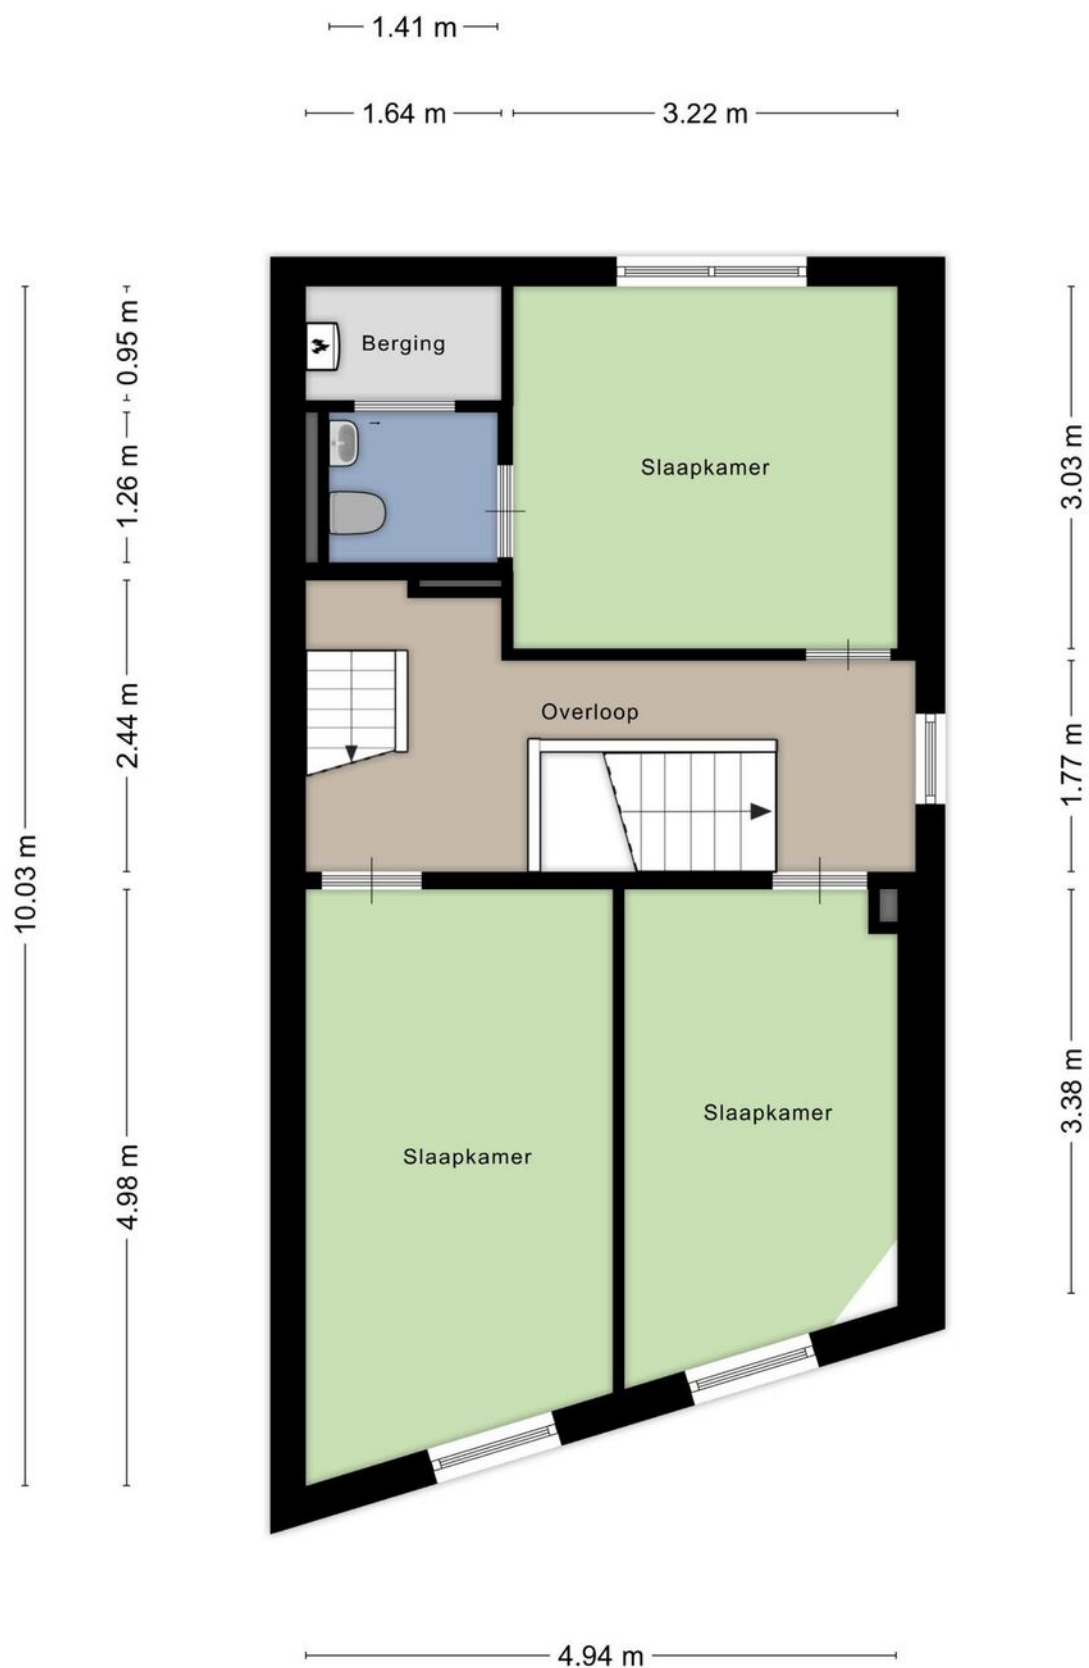 1.41 m
1.64 m
3.22 m
0.95 m
Berging
1.26 m
Slaapkamer
3.03 m
2.44 m
Overloop
1.77 m
10.03 m
4.98 m
Slaapkamer
Slaapkamer
3.38 m
4.94 m